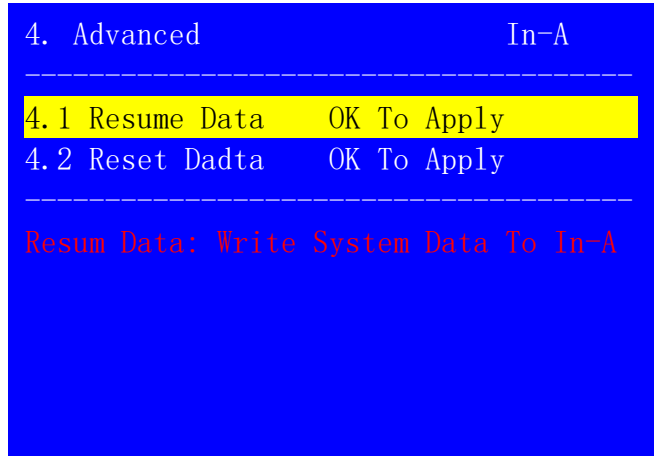 4. Advanced In-A
--------------------------------------
4.1 Resume Data OK To Apply
4.2 Reset Dadta OK To Apply
--------------------------------------
Resum Data: Write System Data To In-A